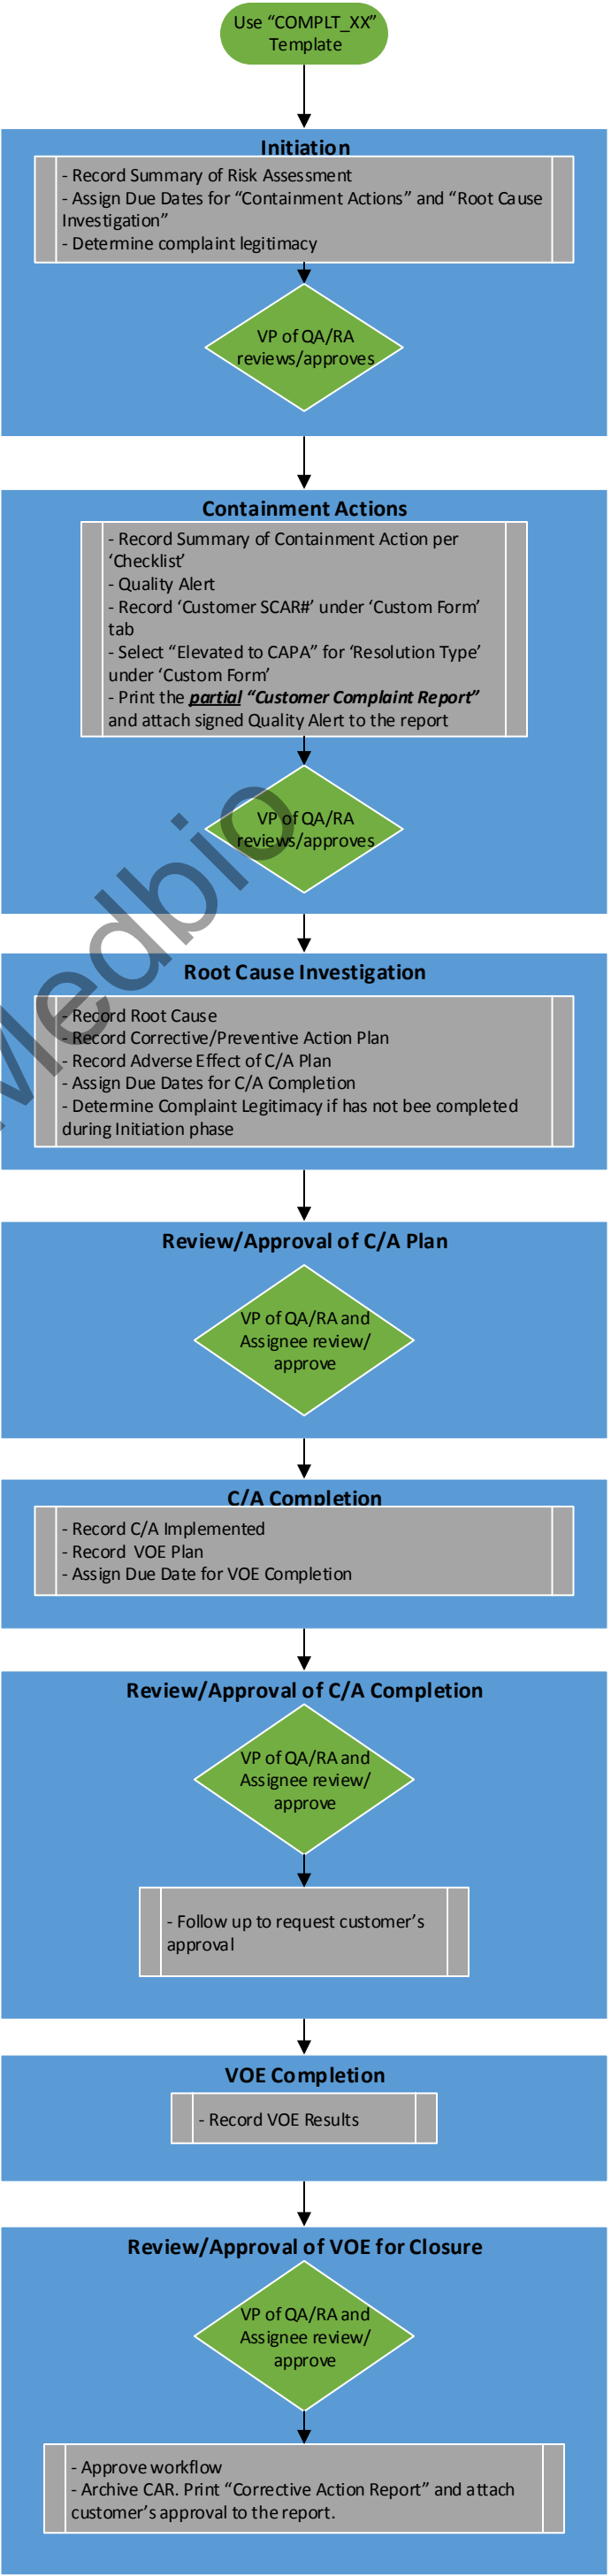 Use “COMPLT_XX”
Template
Initiation
- Record Summary of Risk Assessment
- Assign Due Dates for “Containment Actions” and “Root Cause
Investigation”
- Determine complaint legitimacy
VP of QA/RA
reviews/approves
Containment Actions
- Record Summary of Containment Action per
‘Checklist’
- Quality Alert
- Record ‘Customer SCAR#’ under ‘Custom Form’
tab
- Select “Elevated to CAPA” for ‘Resolution Type’
under ‘Custom Form’
- Print the partial “Customer Complaint Report”
and attach signed Quality Alert to the report
VP of QA/RA
reviews/approves
Medbio
Root Cause Investigation
- Record Root Cause
- Record Corrective/Preventive Action Plan
- Record Adverse Effect of C/A Plan
- Assign Due Dates for C/A Completion
- Determine Complaint Legitimacy if has not bee completed
during Initiation phase
Review/Approval of C/A Plan
VP of QA/RA and
Assignee review/
approve
C/A Completion
- Record C/A Implemented
- Record VOE Plan
- Assign Due Date for VOE Completion
Review/Approval of C/A Completion
VP of QA/RA and
Assignee review/
approve
- Follow up to request customer’s
approval
VOE Completion
- Record VOE Results
Review/Approval of VOE for Closure
VP of QA/RA and
Assignee review/
approve
- Approve workflow
- Archive CAR. Print “Corrective Action Report” and attach
customer’s approval to the report.